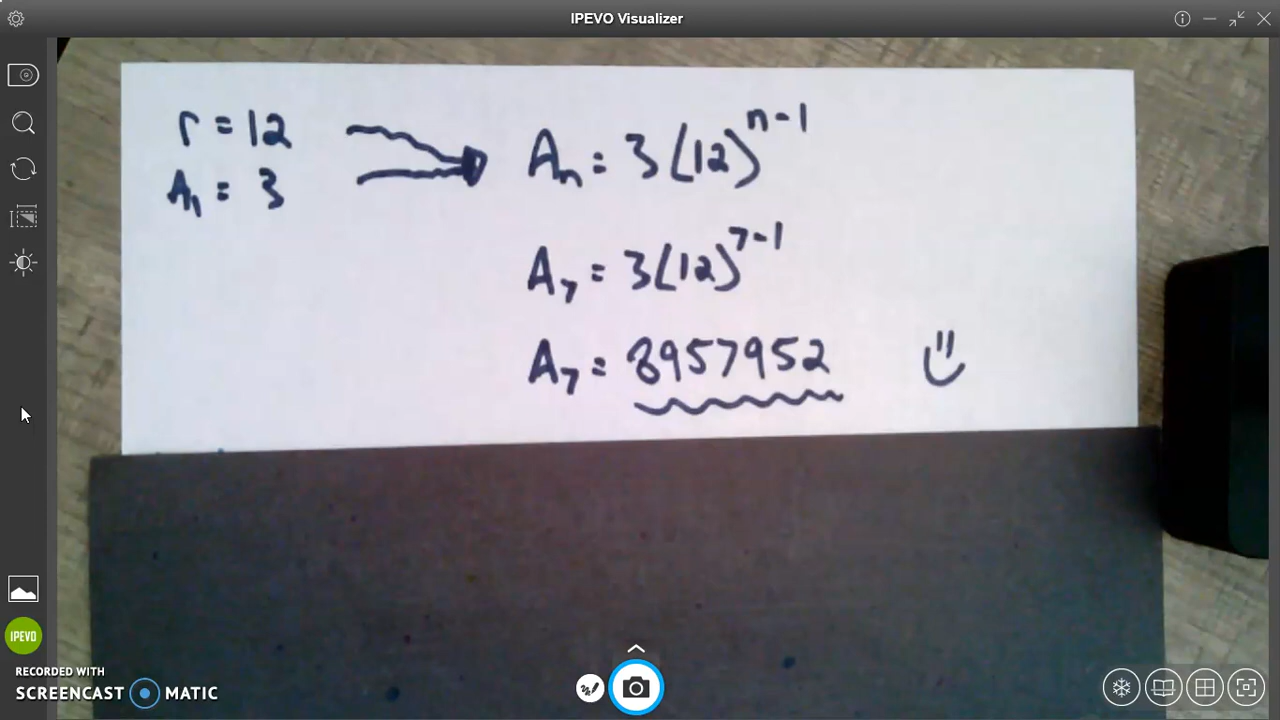 IPEVO Visualizer
r = 12
A₁ = 3
Aₙ = 3(12)ⁿ⁻¹
A₇ = 3(12)⁷⁻¹
A₇ = 8957952
IPEVO
RECORDED WITH
SCREENCAST MATIC